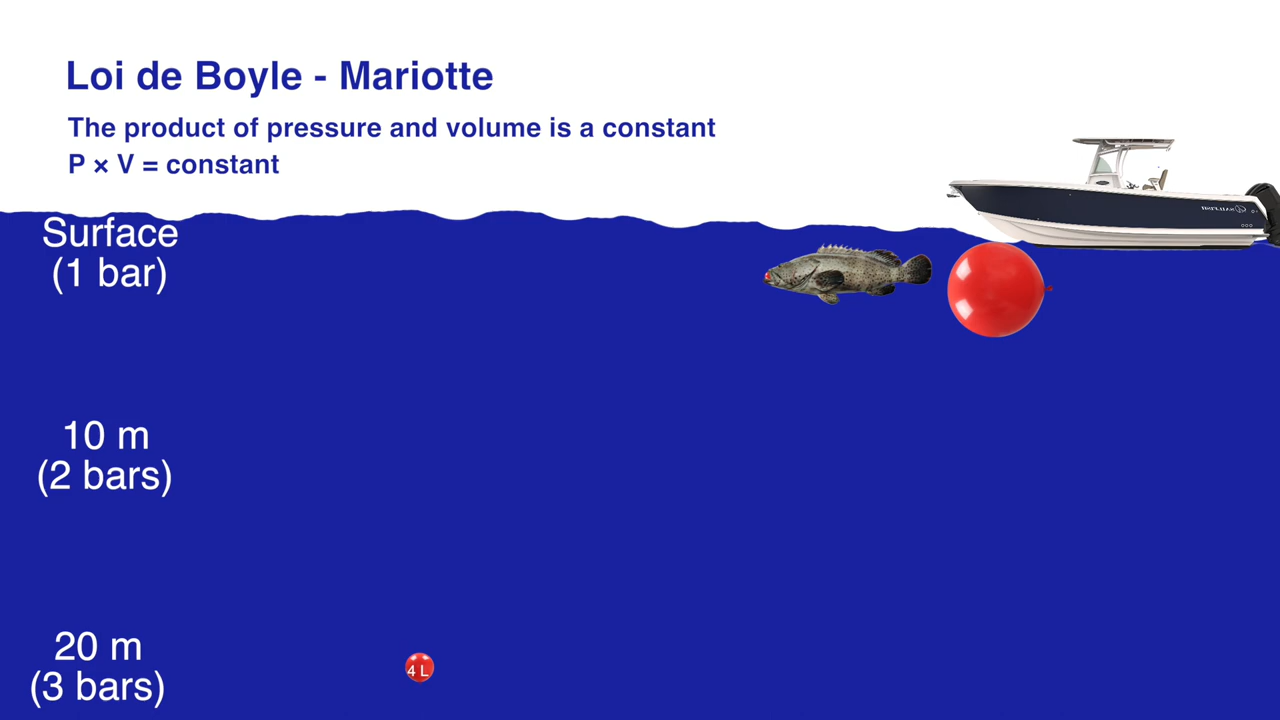 Loi de Boyle - Mariotte
The product of pressure and volume is a constant
P × V = constant
Surface
(1 bar)
10 m
(2 bars)
20 m
(3 bars)
4 L